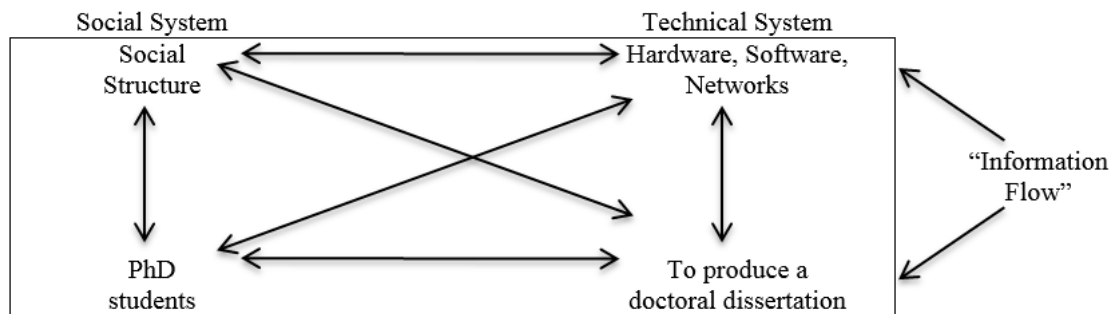 Social System
Technical System
Social
Structure
Hardware, Software,
Networks
“Information
Flow”
PhD
students
To produce a
doctoral dissertation